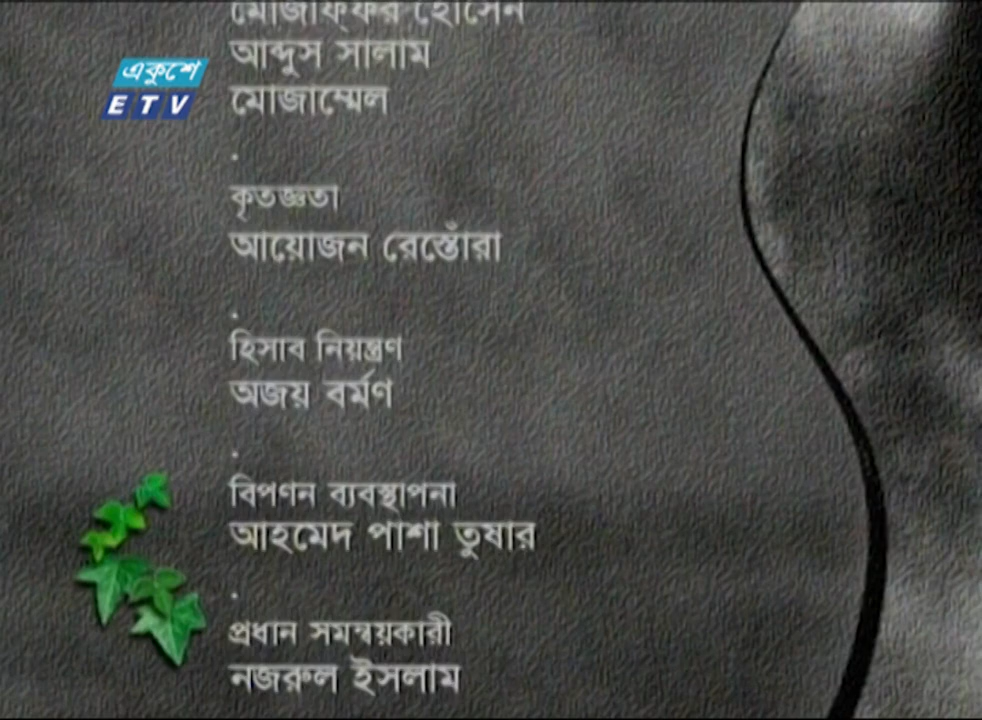 মোজাফ্ফর হোসেন
আব্দুস সালাম
মোজাম্মেল
একুশে
ETV
.
কৃতজ্ঞতা
আয়োজন রেস্তোঁরা
.
হিসাব নিয়ন্ত্রণ
অজয় বর্মণ
.
বিপণন ব্যবস্থাপনা
আহমেদ পাশা তুষার
.
প্রধান সমন্বয়কারী
নজরুল ইসলাম